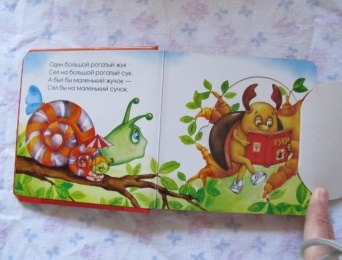 Один большой рогатый жук
Сел на большой рогатый сук.
А был бы маленький жучок —
Сел бы на маленький сучок.